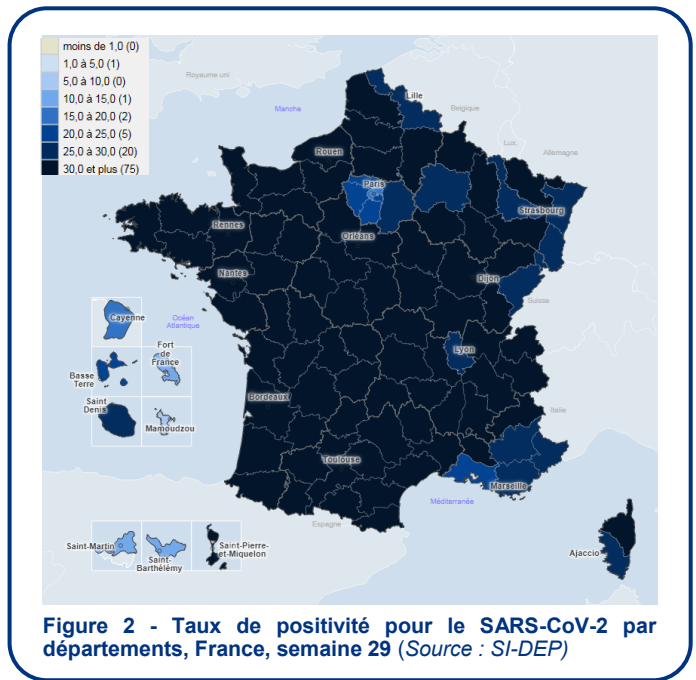 moins de 1,0 (0)
1,0 à 5,0 (1)
5,0 à 10,0 (0)
10,0 à 15,0 (1)
15,0 à 20,0 (2)
20,0 à 25,0 (5)
25,0 à 30,0 (20)
30,0 et plus (75)
Royaume uni
Manche
Lille
Belgique
Lux.
Allemagne
Rouen
Paris
Strasbourg
Rennes
Orléans
Nantes
Dijon
Suisse
Cayenne
Océan
Atlantique
Fort
de
France
Basse
Terre
Lyon
Saint
Denis
Mamoudzou
Bordeaux
Italie
Toulouse
Marseille
Méditerranée
Espagne
Saint-Martin
Saint-
Barthélémy
Saint-Pierre-
et-Miquelon
Ajaccio
Figure 2 - Taux de positivité pour le SARS-CoV-2 par
départements, France, semaine 29 (Source : SI-DEP)